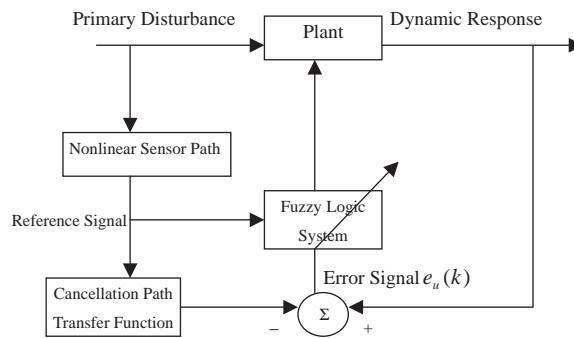 Primary Disturbance
Dynamic Response
Plant
Nonlinear Sensor Path
Reference Signal
Fuzzy Logic
System
Error Signal e_u(k)
Cancellation Path
Transfer Function
Σ
− +